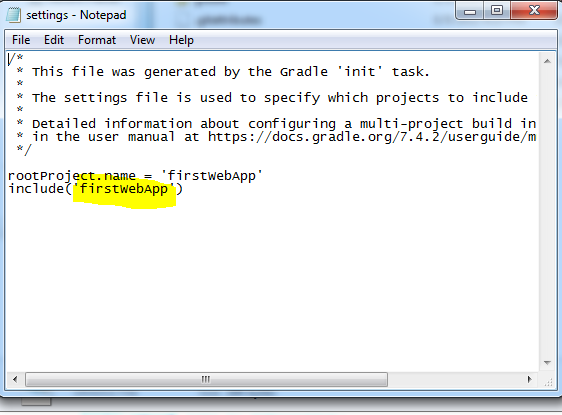 settings - Notepad
File Edit Format View Help
/*
 * This file was generated by the Gradle 'init' task.
 *
 * The settings file is used to specify which projects to include
 *
 * Detailed information about configuring a multi-project build in
 * in the user manual at https://docs.gradle.org/7.4.2/userguide/m
 */
rootProject.name = 'firstWebApp'
include('firstWebApp')